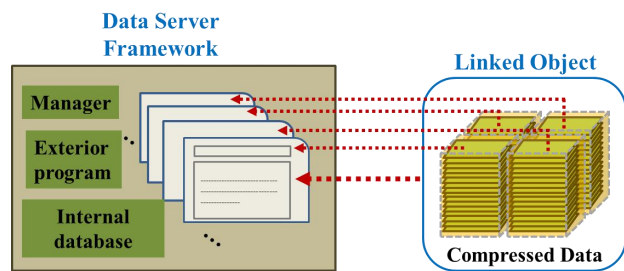 Data Server
Framework
Linked Object
Manager
Exterior
program
Internal
database
Compressed Data